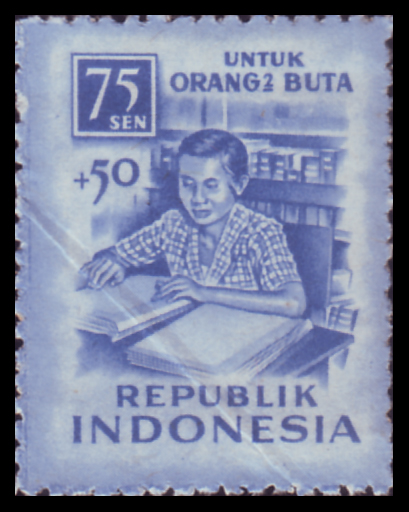 75
SEN
UNTUK
ORANG2 BUTA
+50
REPUBLIK
INDONESIA